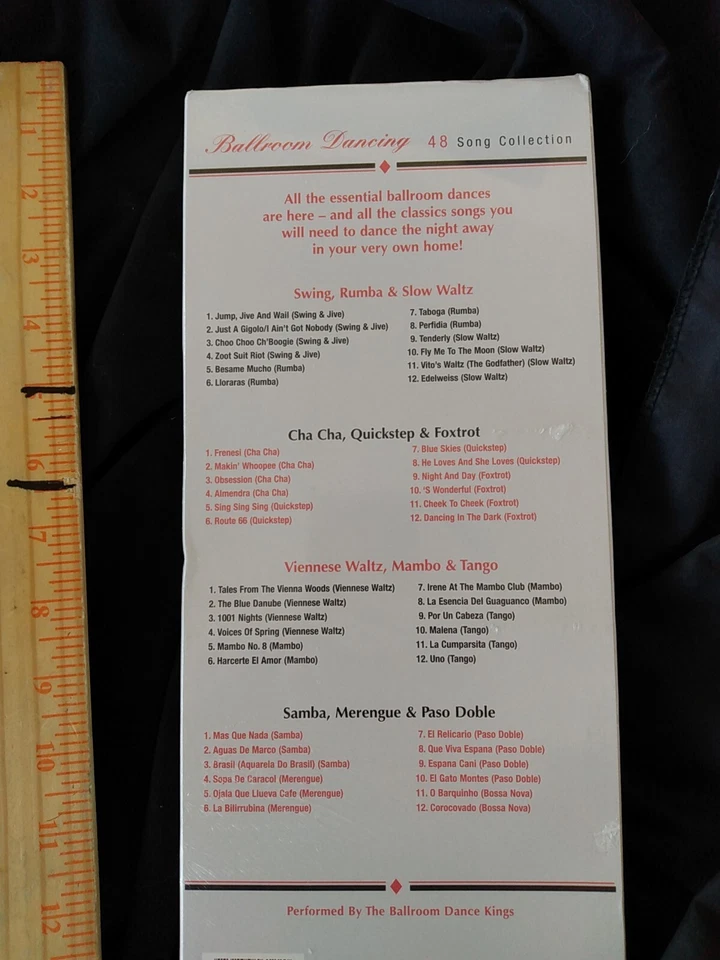 Ballroom Dancing 48 Song Collection
All the essential ballroom dances
are here – and all the classics songs you
will need to dance the night away
in your very own home!
Swing, Rumba & Slow Waltz
1. Jump, Jive And Wail (Swing & Jive)
2. Just A Gigolo/I Ain't Got Nobody (Swing & Jive)
3. Choo Choo Ch'Boogie (Swing & Jive)
4. Zoot Suit Riot (Swing & Jive)
5. Besame Mucho (Rumba)
6. Lloraras (Rumba)
7. Taboga (Rumba)
8. Perfidia (Rumba)
9. Tenderly (Slow Waltz)
10. Fly Me To The Moon (Slow Waltz)
11. Vito's Waltz (The Godfather) (Slow Waltz)
12. Edelweiss (Slow Waltz)
Cha Cha, Quickstep & Foxtrot
1. Frenesi (Cha Cha)
2. Makin' Whoopee (Cha Cha)
3. Obsession (Cha Cha)
4. Almendra (Cha Cha)
5. Sing Sing Sing (Quickstep)
6. Route 66 (Quickstep)
7. Blue Skies (Quickstep)
8. He Loves And She Loves (Quickstep)
9. Night And Day (Foxtrot)
10. 'S Wonderful (Foxtrot)
11. Cheek To Cheek (Foxtrot)
12. Dancing In The Dark (Foxtrot)
Viennese Waltz, Mambo & Tango
1. Tales From The Vienna Woods (Viennese Waltz)
2. The Blue Danube (Viennese Waltz)
3. 1001 Nights (Viennese Waltz)
4. Voices Of Spring (Viennese Waltz)
5. Mambo No. 8 (Mambo)
6. Harcerte El Amor (Mambo)
7. Irene At The Mambo Club (Mambo)
8. La Esencia Del Guaguanco (Mambo)
9. Por Un Cabeza (Tango)
10. Malena (Tango)
11. La Cumparsita (Tango)
12. Uno (Tango)
Samba, Merengue & Paso Doble
1. Mas Que Nada (Samba)
2. Aguas De Marco (Samba)
3. Brasil (Aquarela Do Brasil) (Samba)
4. Sopa De Caracol (Merengue)
5. Ojala Que Llueva Cafe (Merengue)
6. La Bilirrubina (Merengue)
7. El Relicario (Paso Doble)
8. Que Viva Espana (Paso Doble)
9. Espana Cani (Paso Doble)
10. El Gato Montes (Paso Doble)
11. O Barquinho (Bossa Nova)
12. Corocovado (Bossa Nova)
Performed By The Ballroom Dance Kings
1
2
3
4
6
7
8
9
10
11
12